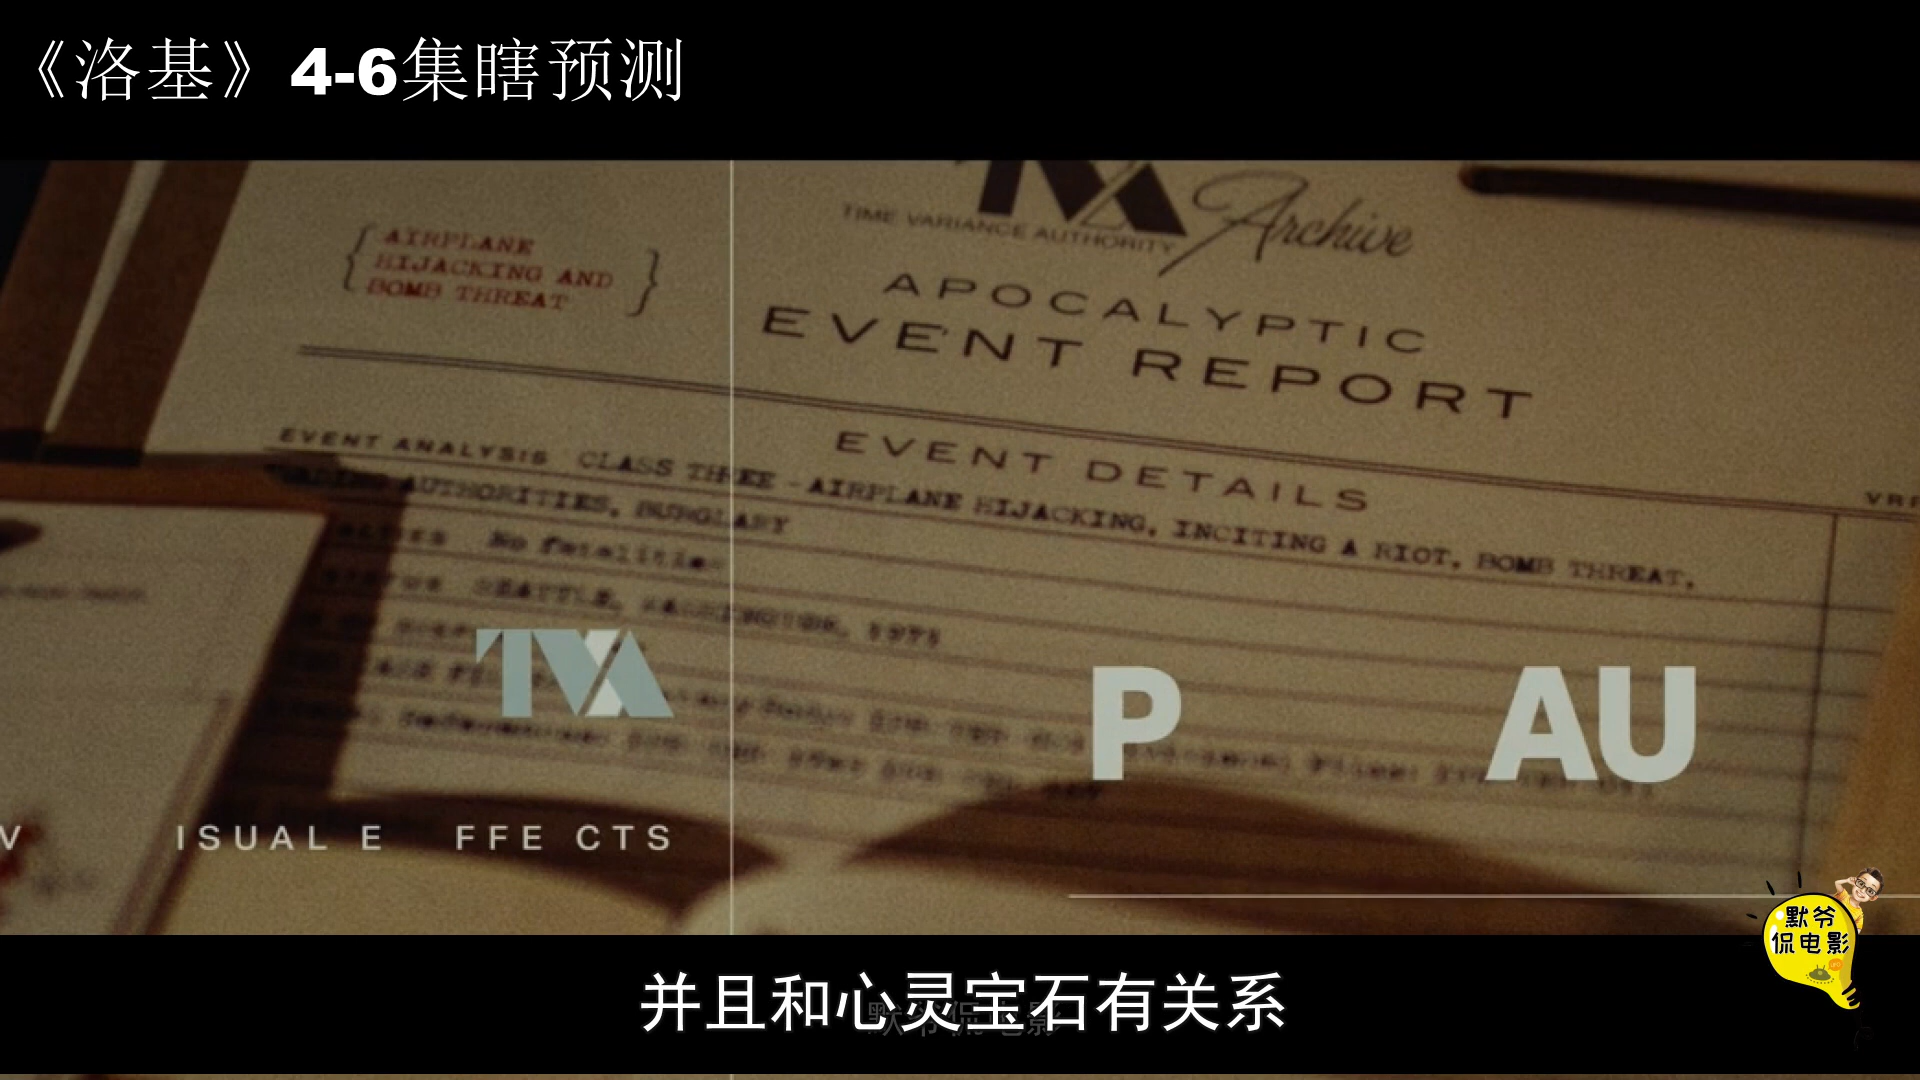 《洛基》4-6集瞎预测
TVA
Archive
TIME VARIANCE AUTHORITY
{AIRPLANE
HIJACKING AND
BOMB THREAT}
APOCALYPTIC
EVENT REPORT
EVENT DETAILS
EVENT ANALYSIS CLASS THREE - AIRPLANE HIJACKING, INCITING A RIOT, BOMB THREAT,
AUTHORITIES, BURGLARY
No fatalities
SEATTLE, WASHINGTON, 1971
TVA
P AU
V ISUAL E FFE CTS
默爷
侃电影
并且和心灵宝石有关系